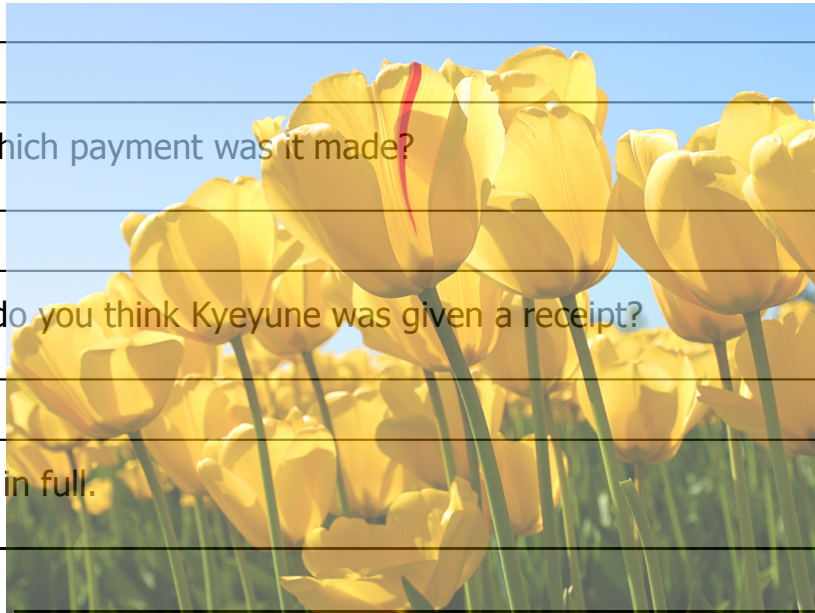 hich payment was it made?
do you think Kyeyune was given a receipt?
in full.